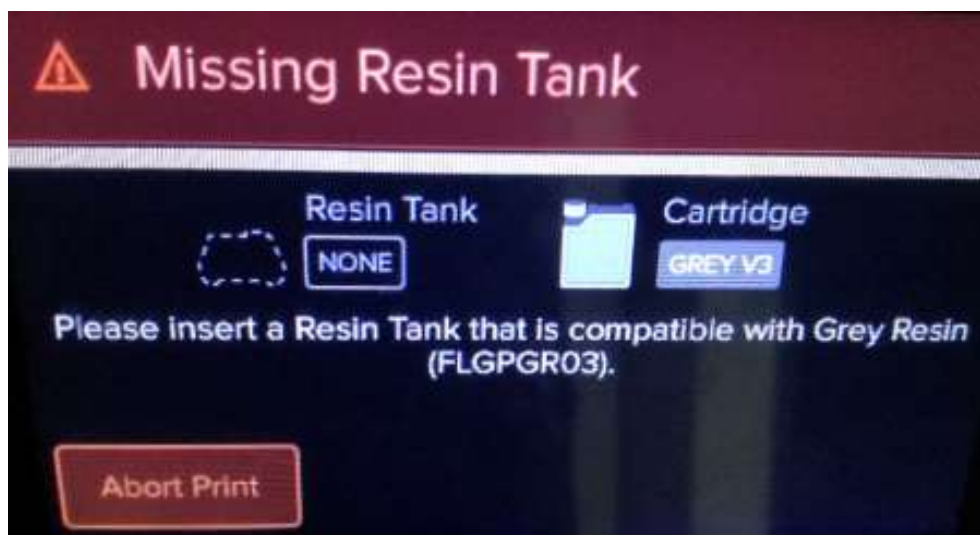 Missing Resin Tank
Resin Tank
NONE
Cartridge
GREY V3
Please insert a Resin Tank that is compatible with Grey Resin
(FLGPGR03).
Abort Print